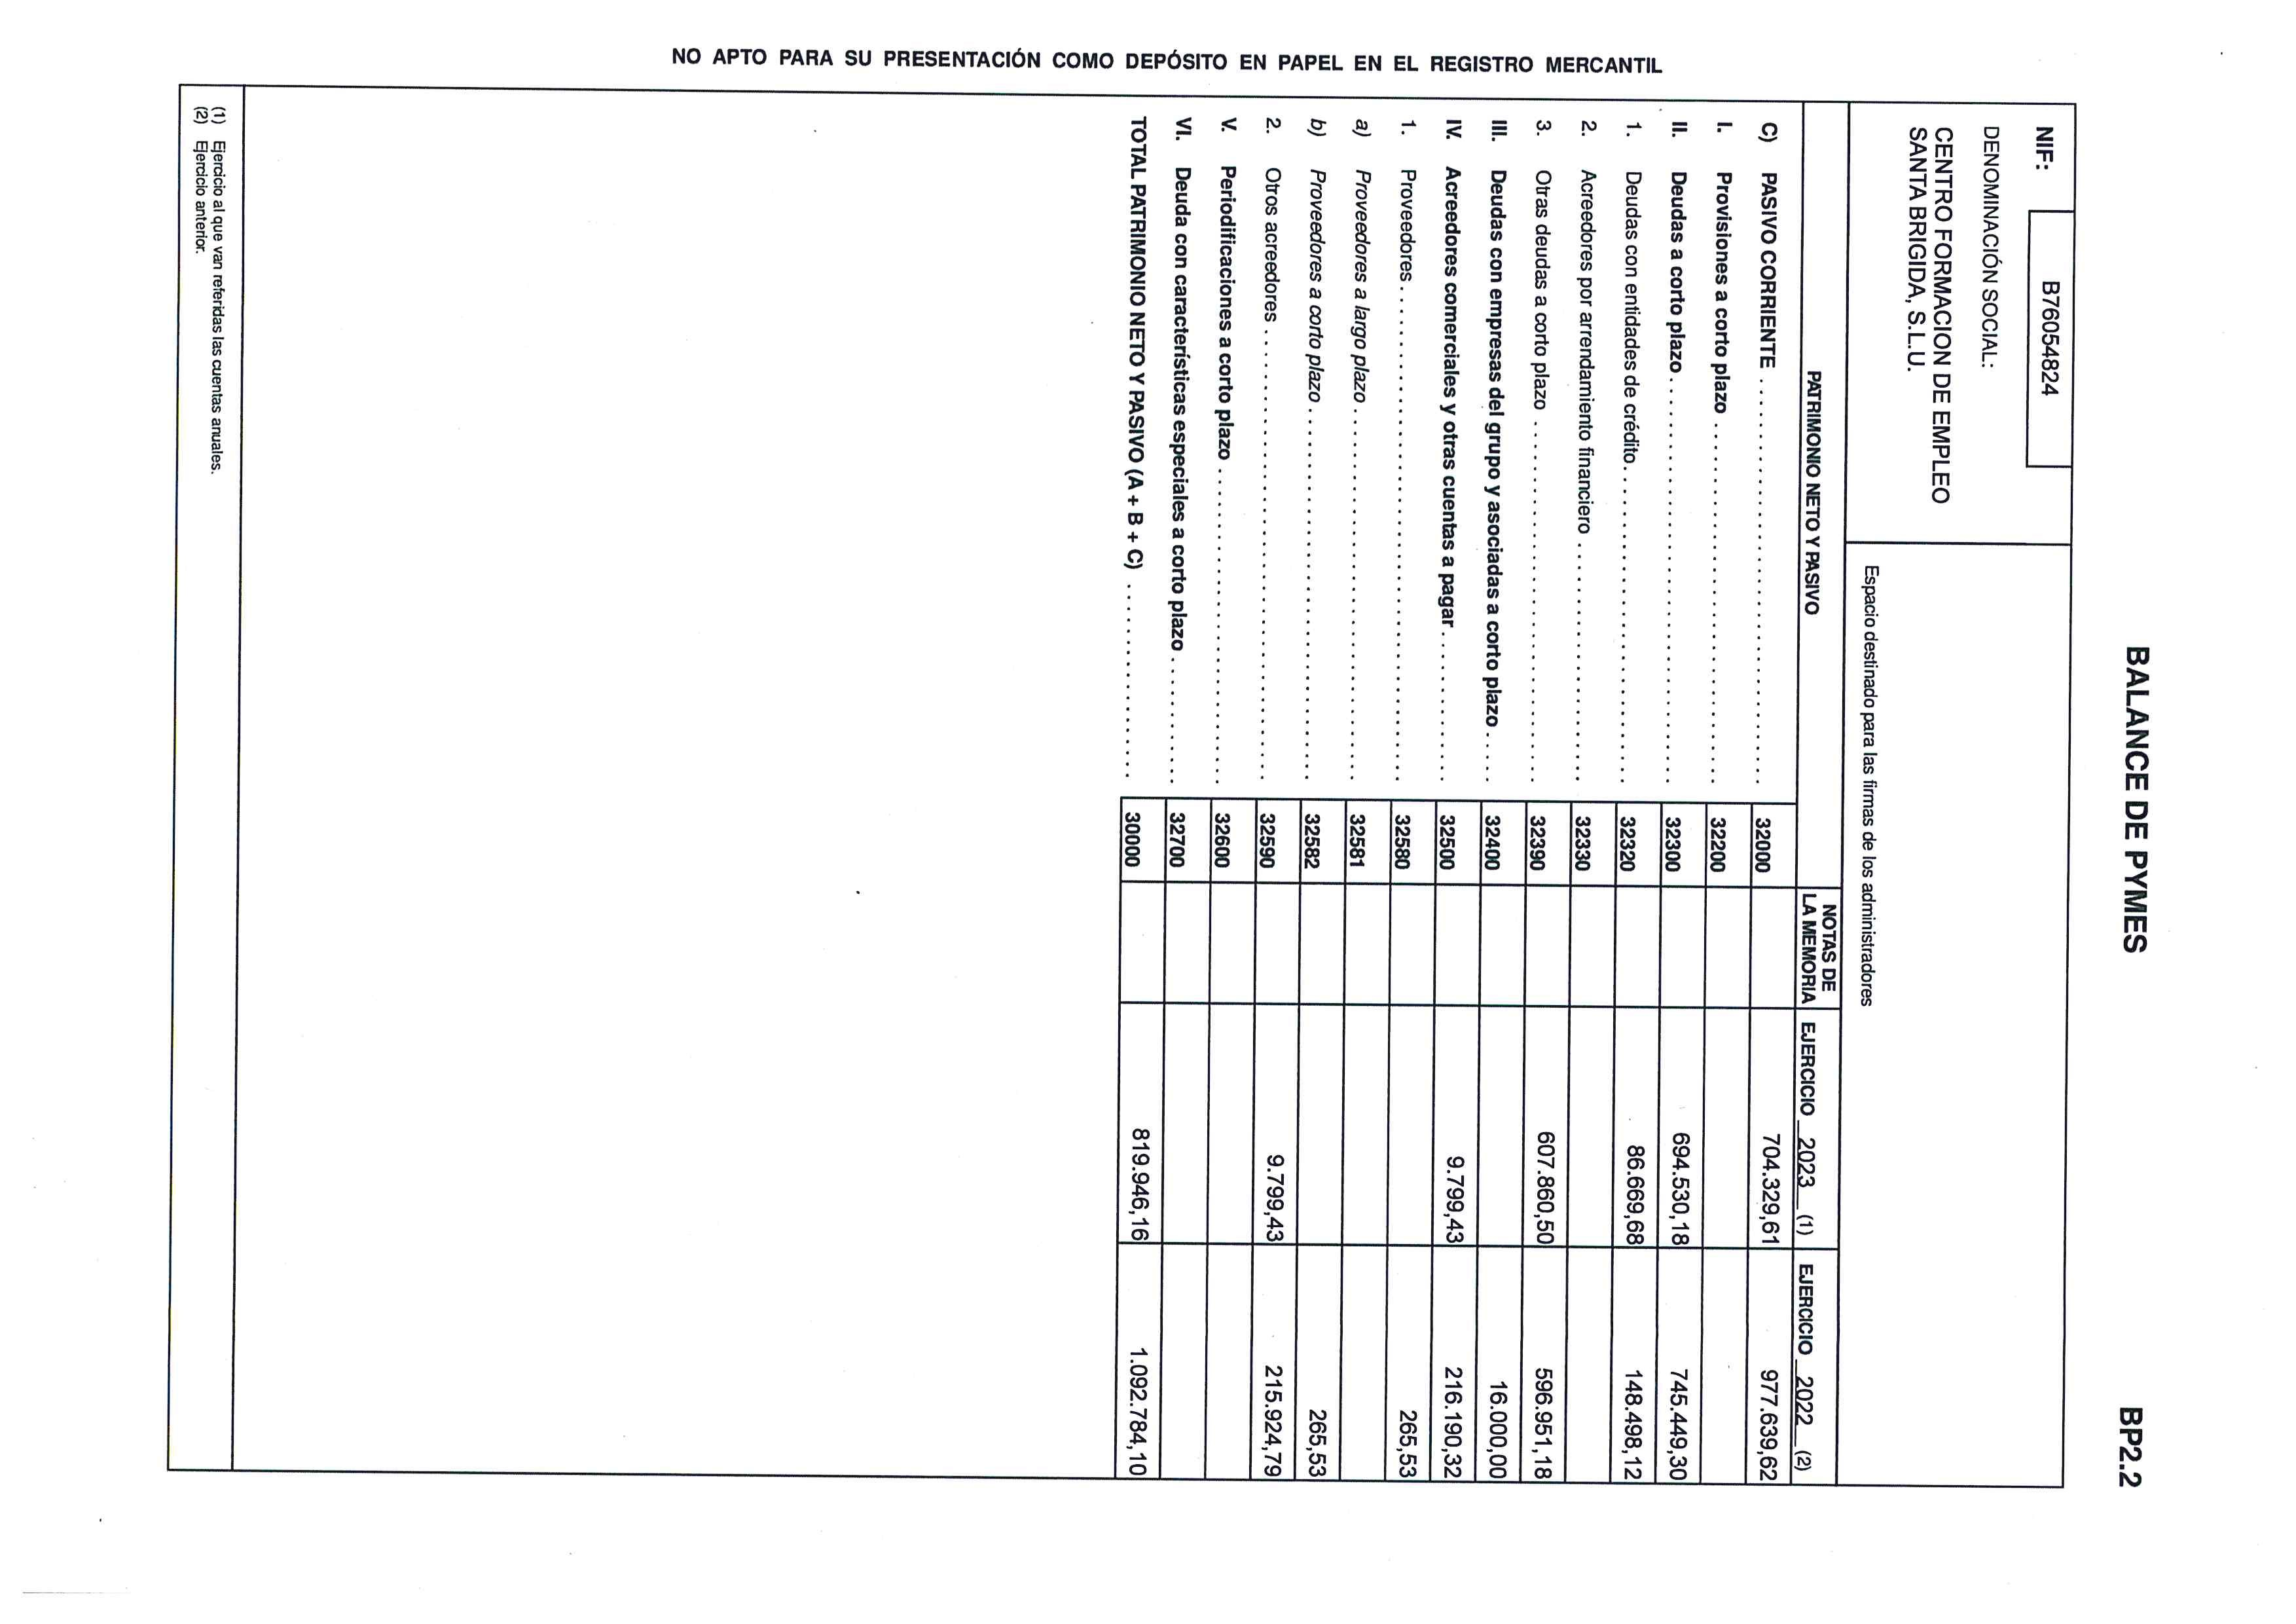 BALANCE DE PYMES BP2.2
NIF: B76054824
DENOMINACIÓN SOCIAL:
CENTRO FORMACION DE EMPLEO
SANTA BRIGIDA, S.L.U.
Espacio destinado para las firmas de los administradores
PATRIMONIO NETO Y PASIVO NOTAS DE LA MEMORIA EJERCICIO 2023 (1) EJERCICIO 2022 (2)
C) PASIVO CORRIENTE 32000 704.329,61 977.639,62
I. Provisiones a corto plazo 32200
II. Deudas a corto plazo 32300 694.530,18 745.449,30
1. Deudas con entidades de crédito 32320 86.669,68 148.498,12
2. Acreedores por arrendamiento financiero 32330
3. Otras deudas a corto plazo 32390 607.860,50 596.951,18
III. Deudas con empresas del grupo y asociadas a corto plazo 32400 16.000,00
IV. Acreedores comerciales y otras cuentas a pagar 32500 9.799,43 216.190,32
1. Proveedores 32580 265,53
a) Proveedores a largo plazo 32581
b) Proveedores a corto plazo 32582 265,53
2. Otros acreedores 32590 9.799,43 215.924,79
V. Periodificaciones a corto plazo 32600
VI. Deuda con características especiales a corto plazo 32700
TOTAL PATRIMONIO NETO Y PASIVO (A + B + C) 30000 819.946,16 1.092.784,10
(1) Ejercicio al que van referidas las cuentas anuales.
(2) Ejercicio anterior.
NO APTO PARA SU PRESENTACIÓN COMO DEPÓSITO EN PAPEL EN EL REGISTRO MERCANTIL